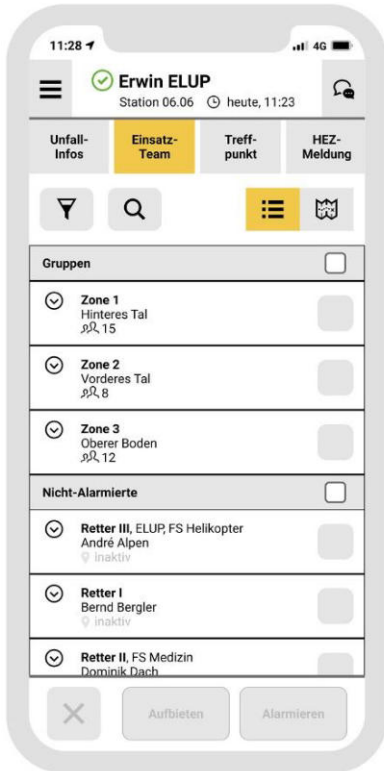 11:28
4G
Erwin ELUP
Station 06.06 heute, 11:23
Unfall-
Infos
Einsatz-
Team
Treff-
punkt
HEZ-
Meldung
Gruppen
Zone 1
Hinteres Tal
15
Zone 2
Vorderes Tal
8
Zone 3
Oberer Boden
12
Nicht-Alarmierte
Retter III, ELUP, FS Helikopter
André Alpen
inaktiv
Retter I
Bernd Bergler
inaktiv
Retter II, FS Medizin
Dominik Dach
Aufbieten
Alarmieren